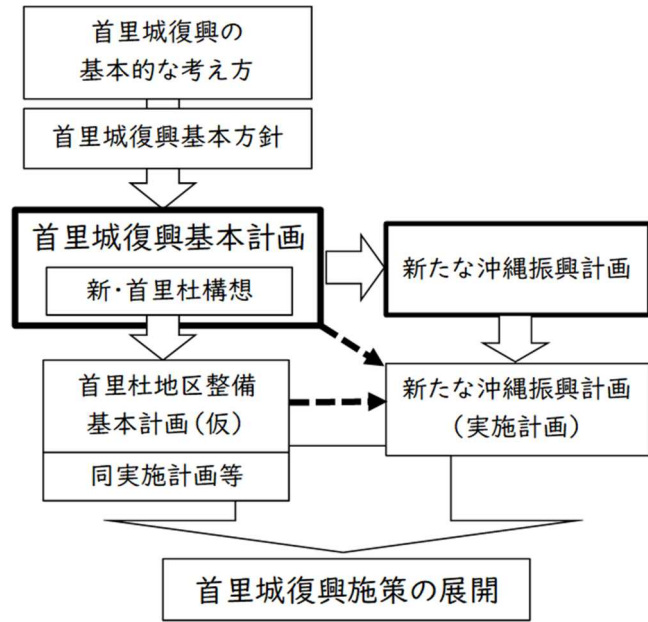 首里城復興の
基本的な考え方
首里城復興基本方針
首里城復興基本計画
新・首里杜構想
新たな沖縄振興計画
首里杜地区整備
基本計画(仮)
同実施計画等
新たな沖縄振興計画
(実施計画)
首里城復興施策の展開